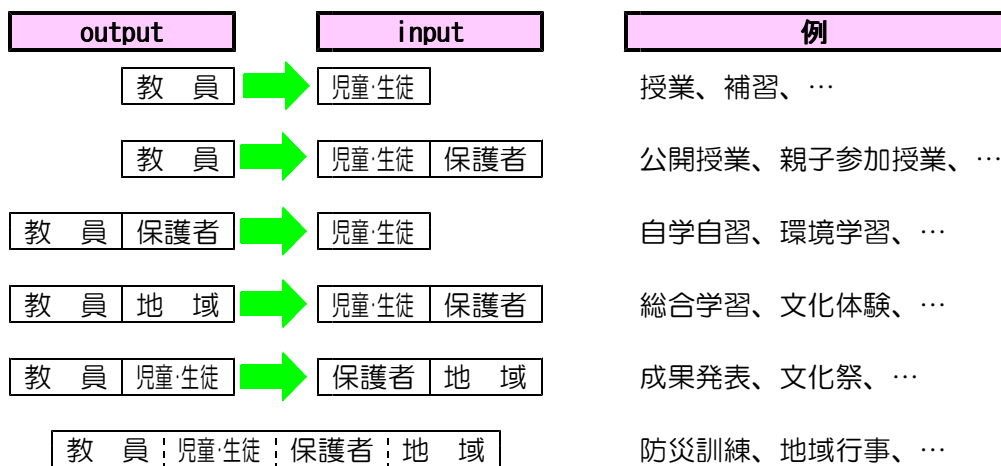 output input 例
教 員 児童・生徒 授業、補習、…
教 員 児童・生徒 保護者 公開授業、親子参加授業、…
教 員 保護者 児童・生徒 自学自習、環境学習、…
教 員 地 域 児童・生徒 保護者 総合学習、文化体験、…
教 員 児童・生徒 保護者 地 域 成果発表、文化祭、…
教 員 児童・生徒 保護者 地 域 防災訓練、地域行事、…